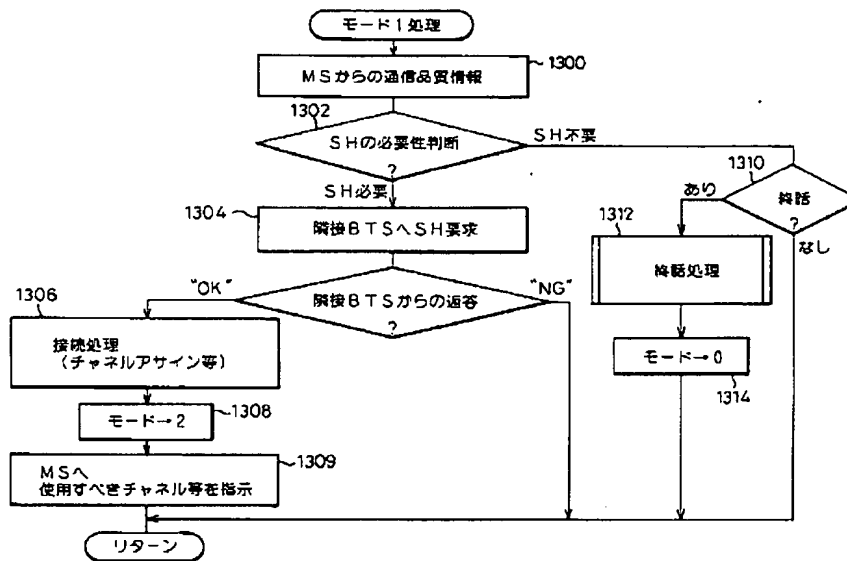 モード1処理
1300
MSからの通信品質情報
1302
SHの必要性判断
?
SH不要
SH必要
1310
終話
?
あり
なし
1304
隣接BTSへSH要求
1312
終話処理
"OK"
隣接BTSからの返答
?
"NG"
1306
接続処理
(チャネルアサイン等)
モード→0
1314
モード→2
1308
1309
MSへ
使用すべきチャネル等を指示
リターン